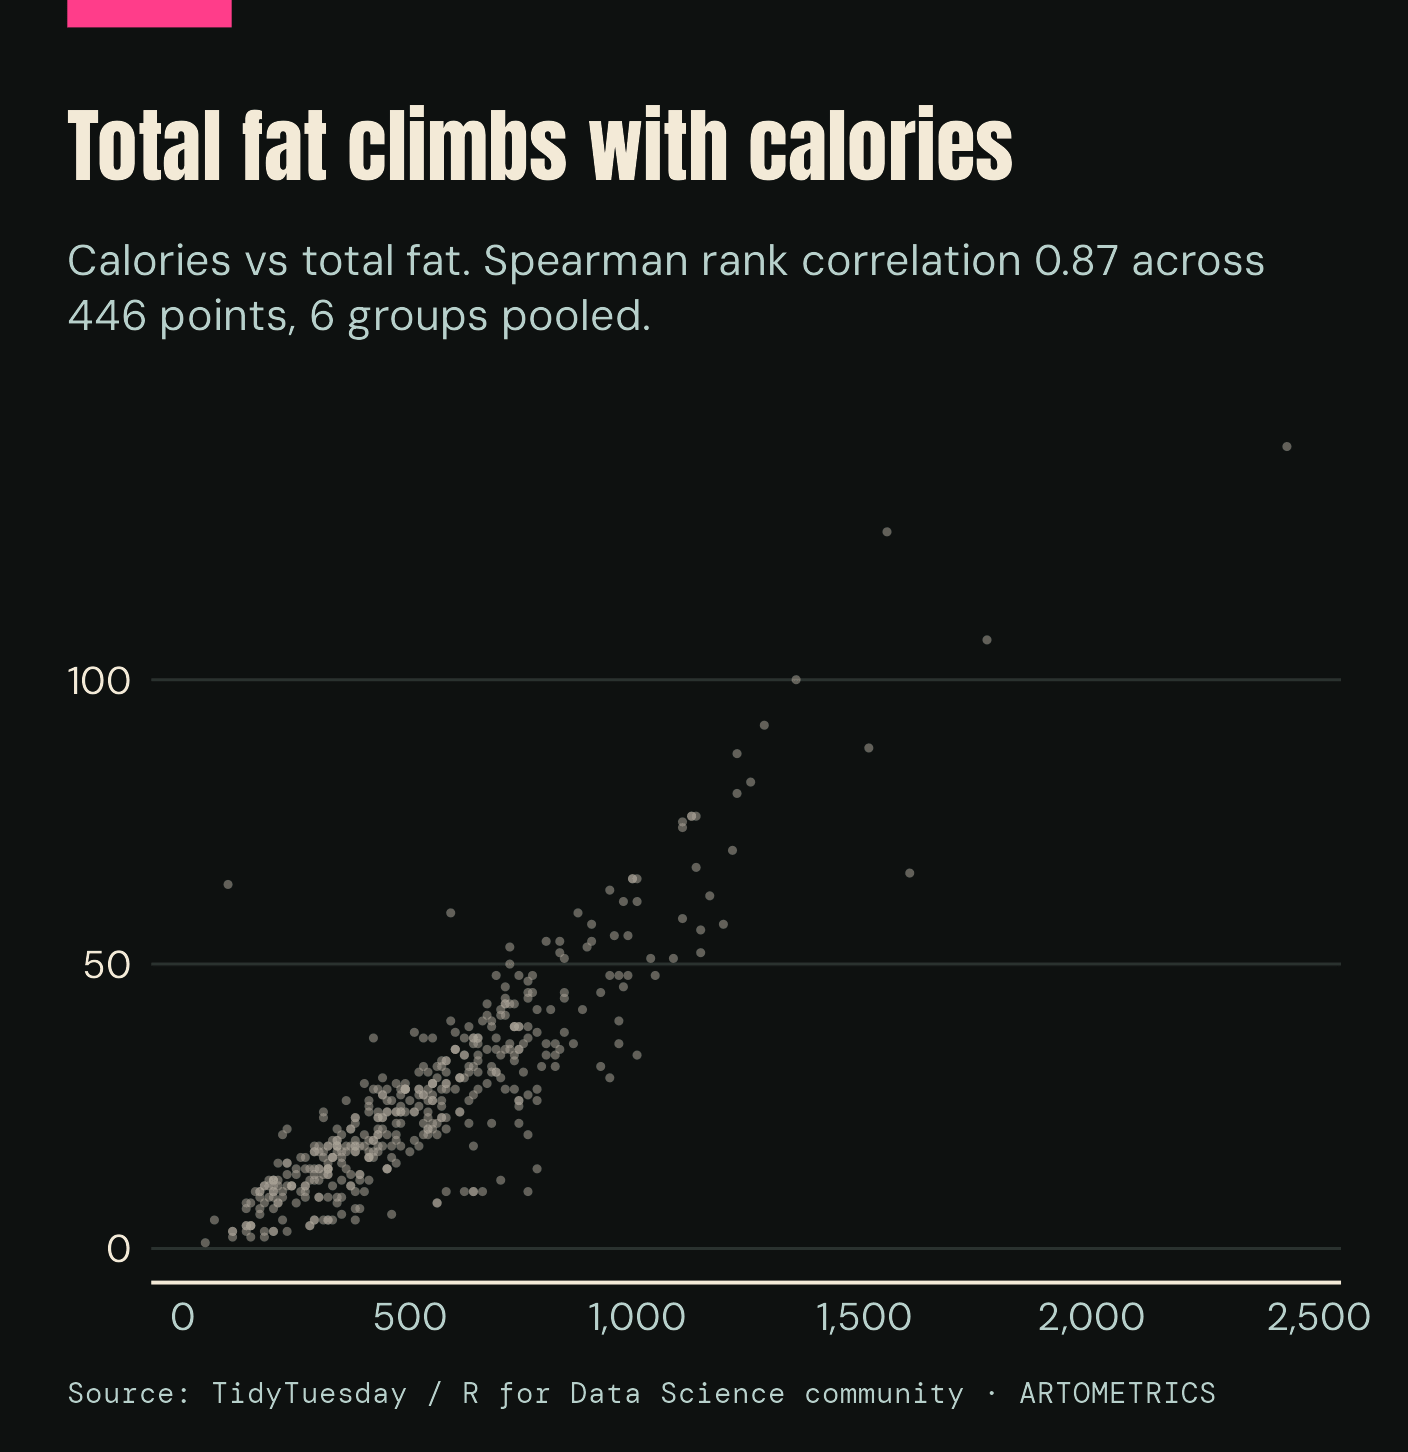 Total fat climbs with calories
Calories vs total fat. Spearman rank correlation 0.87 across
446 points, 6 groups pooled.
100
50
0
0 500 1,000 1,500 2,000 2,500
Source: TidyTuesday / R for Data Science community · ARTOMETRICS